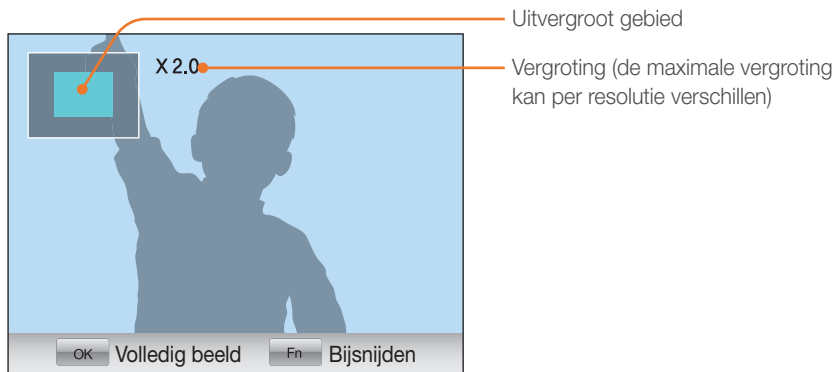 Uitvergroot gebied
X 2.0
Vergroting (de maximale vergroting
kan per resolutie verschillen)
OK Volledig beeld Fn Bijsnijden